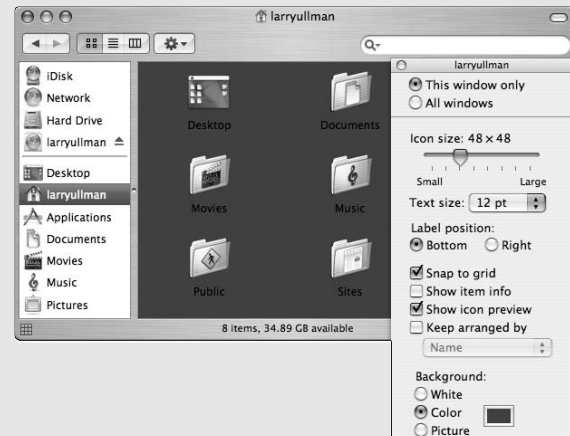 larryullman
iDisk
Network
Hard Drive
larryullman
Desktop
larryullman
Applications
Documents
Movies
Music
Pictures
Desktop
Documents
Movies
Music
Public
Sites
8 items, 34.89 GB available
larryullman
This window only
All windows
Icon size: 48 × 48
Small
Large
Text size: 12 pt
Label position:
Bottom
Right
Snap to grid
Show item info
Show icon preview
Keep arranged by
Name
Background:
White
Color
Picture